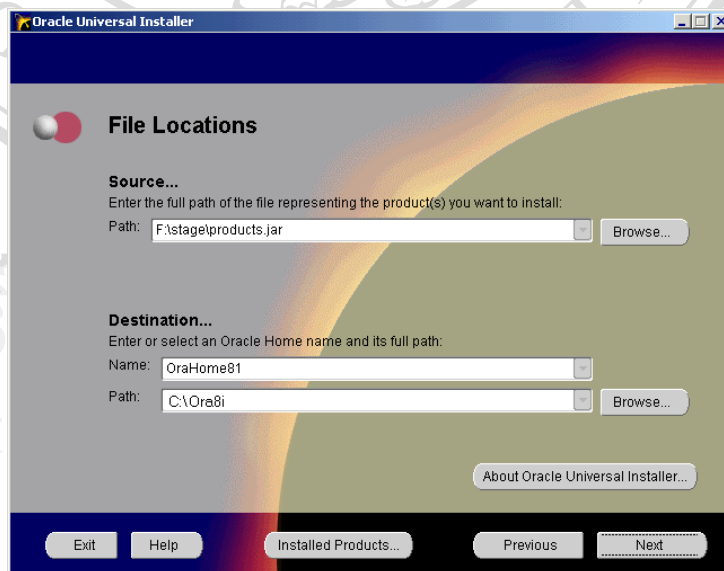 Oracle Universal Installer
File Locations
Source...
Enter the full path of the file representing the product(s) you want to install:
Path: F:\stage\products.jar Browse...
Destination...
Enter or select an Oracle Home name and its full path:
Name: OraHome81
Path: C:\Ora8i Browse...
About Oracle Universal Installer...
Exit Help Installed Products... Previous Next